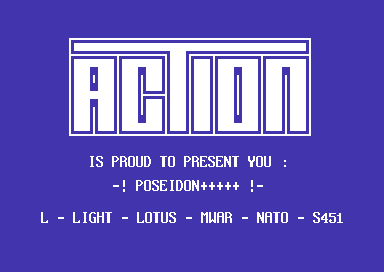 ACTION
IS PROUD TO PRESENT YOU :
-! POSEIDON+++++ !-
L - LIGHT - LOTUS - MWAR - NATO - S451